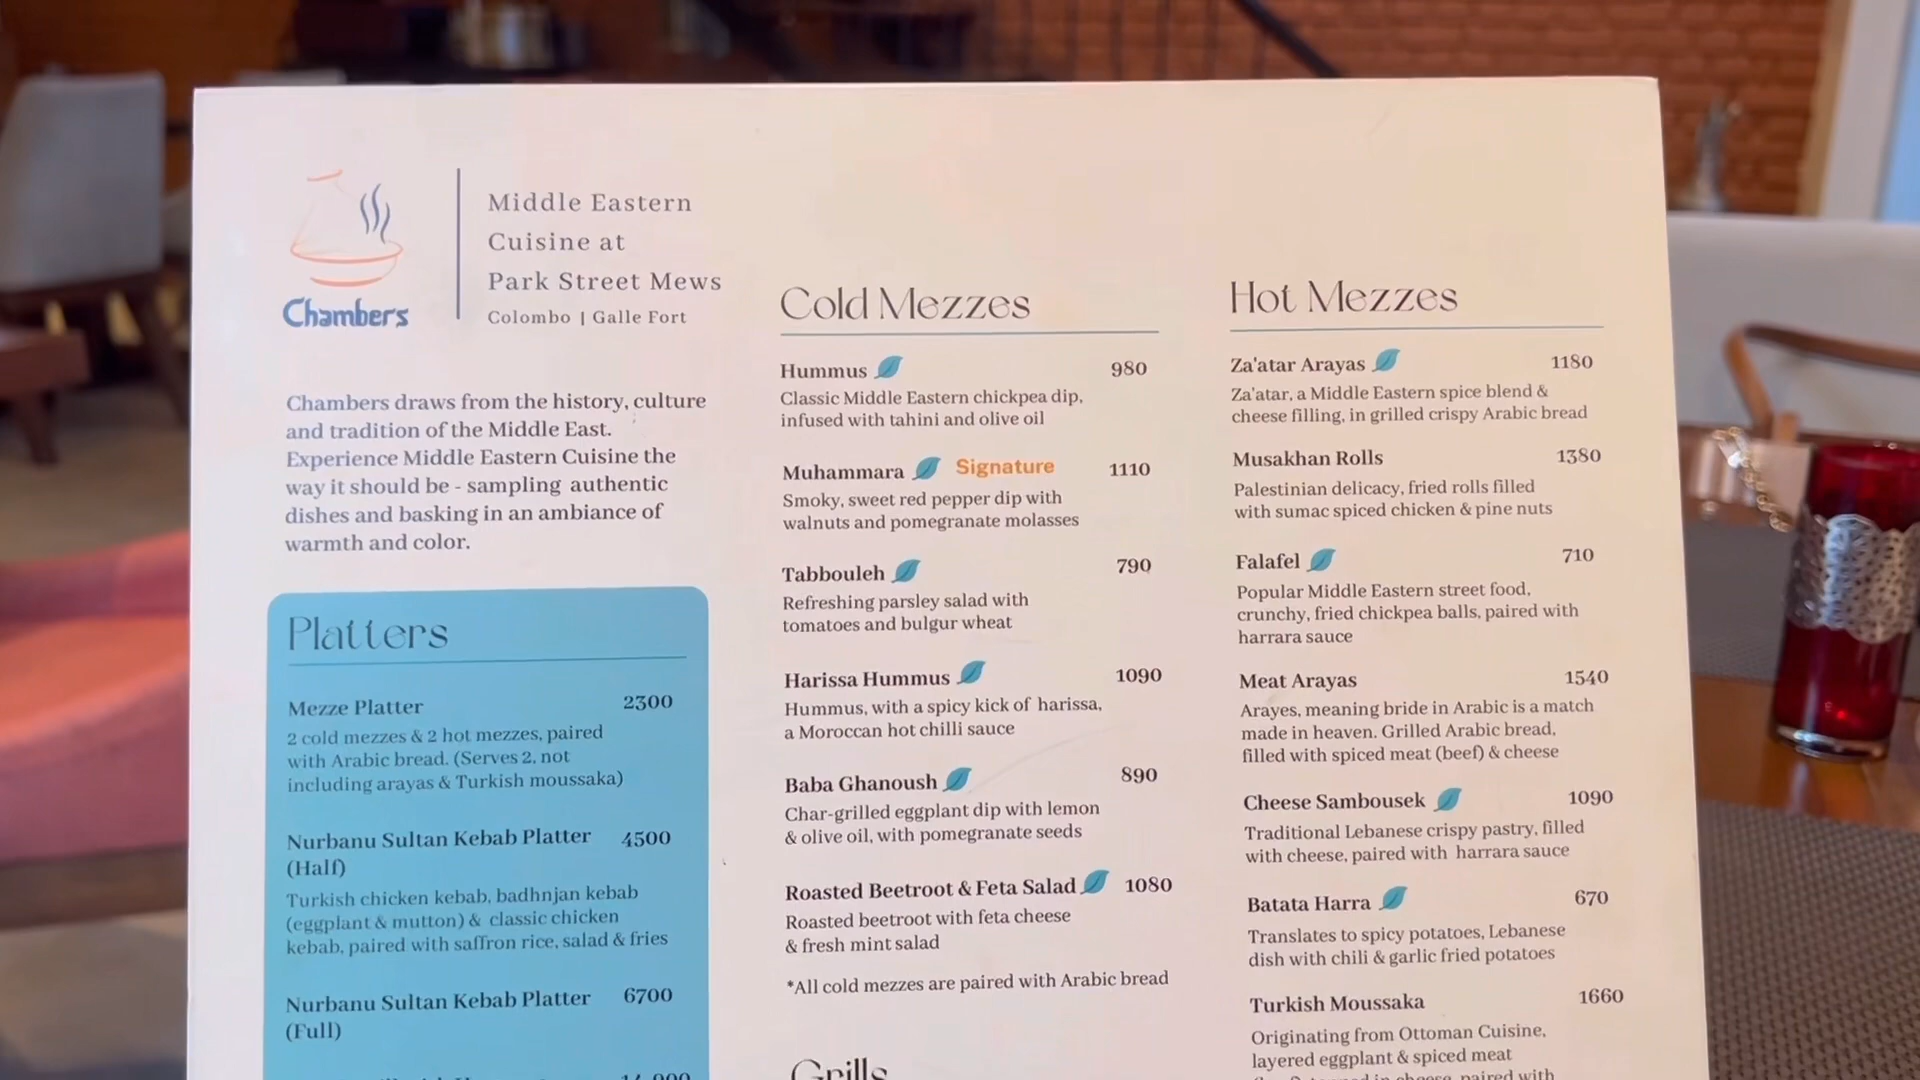 Chambers
Middle Eastern
Cuisine at
Park Street Mews
Colombo | Galle Fort
Chambers draws from the history, culture
and tradition of the Middle East.
Experience Middle Eastern Cuisine the
way it should be - sampling authentic
dishes and basking in an ambiance of
warmth and color.
Platters
Mezze Platter 2300
2 cold mezzes & 2 hot mezzes, paired
with Arabic bread. (Serves 2, not
including arayas & Turkish moussaka)
Nurbanu Sultan Kebab Platter 4500
(Half)
Turkish chicken kebab, badhnjan kebab
(eggplant & mutton) & classic chicken
kebab, paired with saffron rice, salad & fries
Nurbanu Sultan Kebab Platter 6700
(Full)
Cold Mezzes
Hummus 980
Classic Middle Eastern chickpea dip,
infused with tahini and olive oil
Muhammara Signature 1110
Smoky, sweet red pepper dip with
walnuts and pomegranate molasses
Tabbouleh 790
Refreshing parsley salad with
tomatoes and bulgur wheat
Harissa Hummus 1090
Hummus, with a spicy kick of harissa,
a Moroccan hot chilli sauce
Baba Ghanoush 890
Char-grilled eggplant dip with lemon
& olive oil, with pomegranate seeds
Roasted Beetroot & Feta Salad 1080
Roasted beetroot with feta cheese
& fresh mint salad
*All cold mezzes are paired with Arabic bread
Grills
Hot Mezzes
Za'atar Arayas 1180
Za'atar, a Middle Eastern spice blend &
cheese filling, in grilled crispy Arabic bread
Musakhan Rolls 1380
Palestinian delicacy, fried rolls filled
with sumac spiced chicken & pine nuts
Falafel 710
Popular Middle Eastern street food,
crunchy, fried chickpea balls, paired with
harrara sauce
Meat Arayas 1540
Arayes, meaning bride in Arabic is a match
made in heaven. Grilled Arabic bread,
filled with spiced meat (beef) & cheese
Cheese Sambousek 1090
Traditional Lebanese crispy pastry, filled
with cheese, paired with harrara sauce
Batata Harra 670
Translates to spicy potatoes, Lebanese
dish with chili & garlic fried potatoes
Turkish Moussaka 1660
Originating from Ottoman Cuisine,
layered eggplant & spiced meat
in cheese, paired with